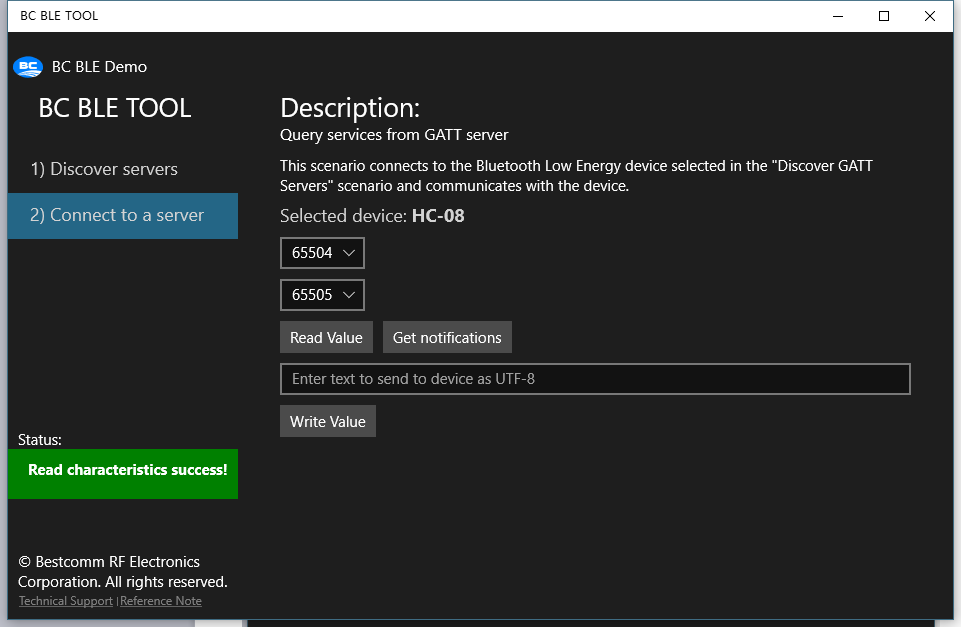 BC BLE TOOL
BC BC BLE Demo
BC BLE TOOL
1) Discover servers
2) Connect to a server
Description:
Query services from GATT server
This scenario connects to the Bluetooth Low Energy device selected in the "Discover GATT
Servers" scenario and communicates with the device.
Selected device: HC-08
65504
65505
Read Value Get notifications
Enter text to send to device as UTF-8
Write Value
Status:
Read characteristics success!
© Bestcomm RF Electronics
Corporation. All rights reserved.
Technical Support | Reference Note